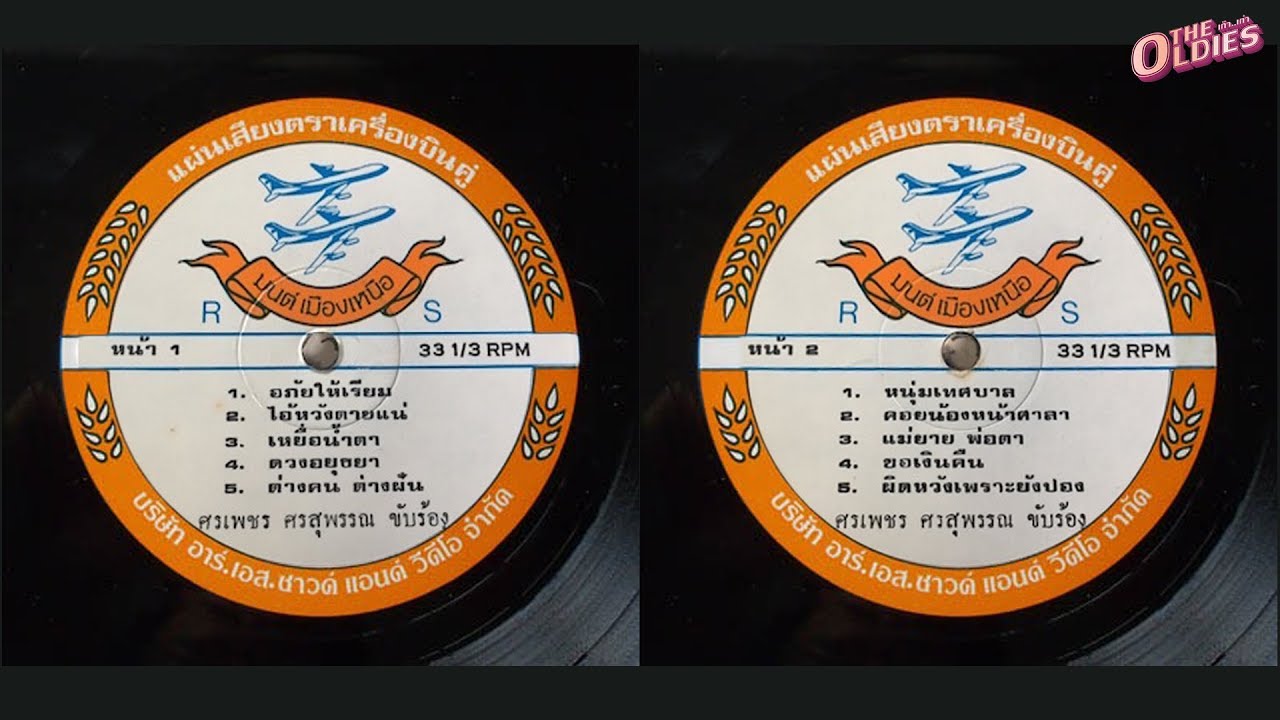 THE เก๋า..เก่า
OLDIES
แผ่นเสียงตราเครื่องบินคู่
มนต์เมืองเหนือ
R S
หน้า 1 33 1/3 RPM
1. อภัยให้เรียม
2. ไอ้หวังตายแน่
3. เหยื่อน้ำตา
4. ดวงอยุธยา
5. ต่างคน ต่างฝัน
ศรเพชร ศรสุพรรณ ขับร้อง
บริษัท อาร์.เอส.ซาวด์ แอนด์ วีดีโอ จำกัด
แผ่นเสียงตราเครื่องบินคู่
มนต์เมืองเหนือ
R S
หน้า 2 33 1/3 RPM
1. หนุ่มเทศบาล
2. คอยน้องหน้าศาลา
3. แม่ยาย พ่อตา
4. ขอเงินคืน
5. ผิดหวังเพราะยังปอง
ศรเพชร ศรสุพรรณ ขับร้อง
บริษัท อาร์.เอส.ซาวด์ แอนด์ วีดีโอ จำกัด